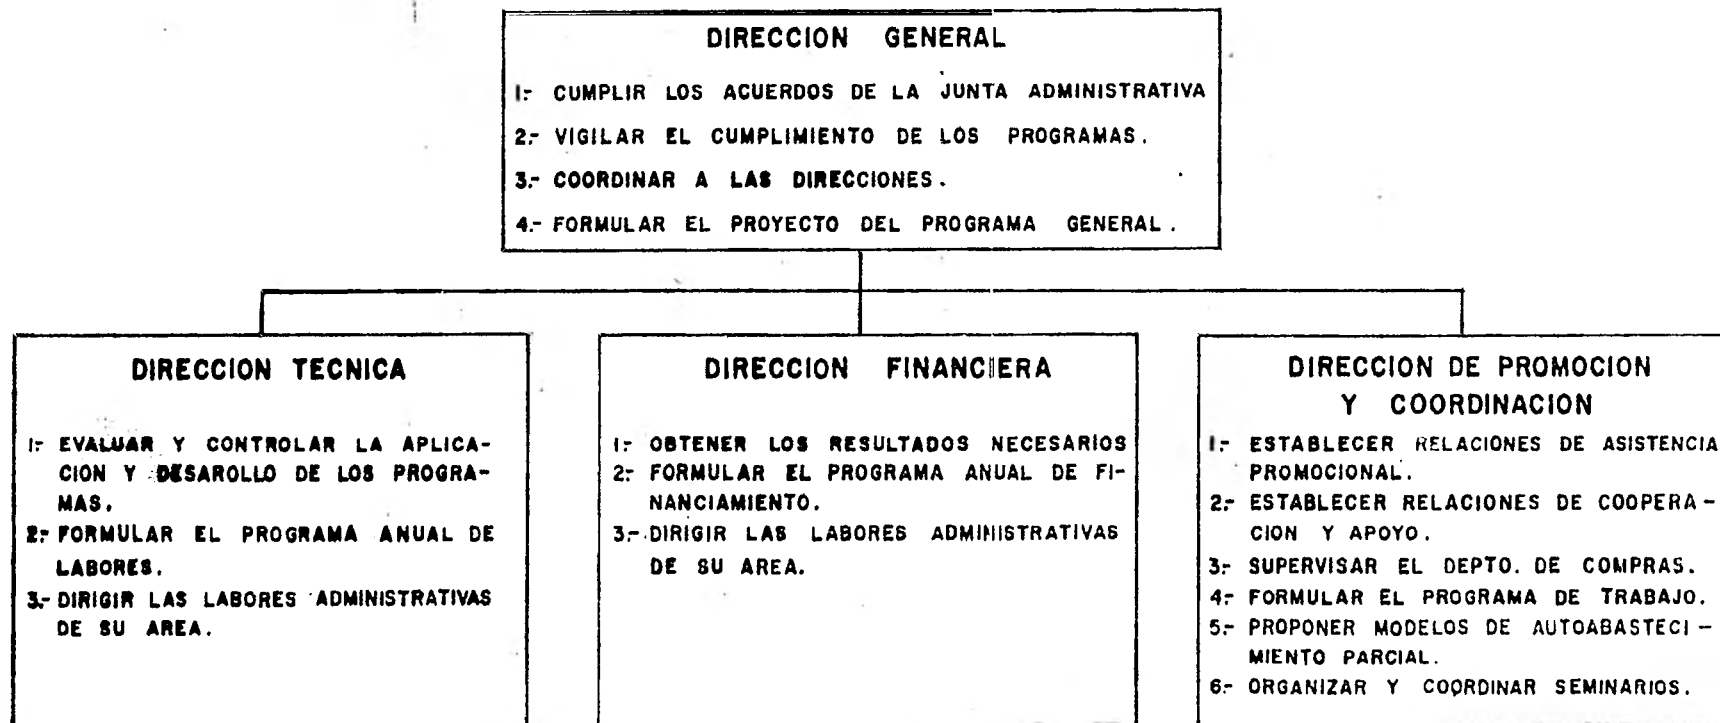 DIRECCION GENERAL
1.- CUMPLIR LOS ACUERDOS DE LA JUNTA ADMINISTRATIVA
2.- VIGILAR EL CUMPLIMIENTO DE LOS PROGRAMAS.
3.- COORDINAR A LAS DIRECCIONES.
4.- FORMULAR EL PROYECTO DEL PROGRAMA GENERAL.
DIRECCION TECNICA
1.- EVALUAR Y CONTROLAR LA APLICA-
CION Y DESAROLLO DE LOS PROGRA-
MAS.
2.- FORMULAR EL PROGRAMA ANUAL DE
LABORES.
3.- DIRIGIR LAS LABORES ADMINISTRATIVAS
DE SU AREA.
DIRECCION FINANCIERA
1.- OBTENER LOS RESULTADOS NECESARIOS
2.- FORMULAR EL PROGRAMA ANUAL DE FI-
NANCIAMIENTO.
3.- DIRIGIR LAS LABORES ADMINISTRATIVAS
DE SU AREA.
DIRECCION DE PROMOCION
Y COORDINACION
1.- ESTABLECER RELACIONES DE ASISTENCIA
PROMOCIONAL.
2.- ESTABLECER RELACIONES DE COOPERA-
CION Y APOYO.
3.- SUPERVISAR EL DEPTO. DE COMPRAS.
4.- FORMULAR EL PROGRAMA DE TRABAJO.
5.- PROPONER MODELOS DE AUTOABASTECI-
MIENTO PARCIAL.
6.- ORGANIZAR Y COORDINAR SEMINARIOS.